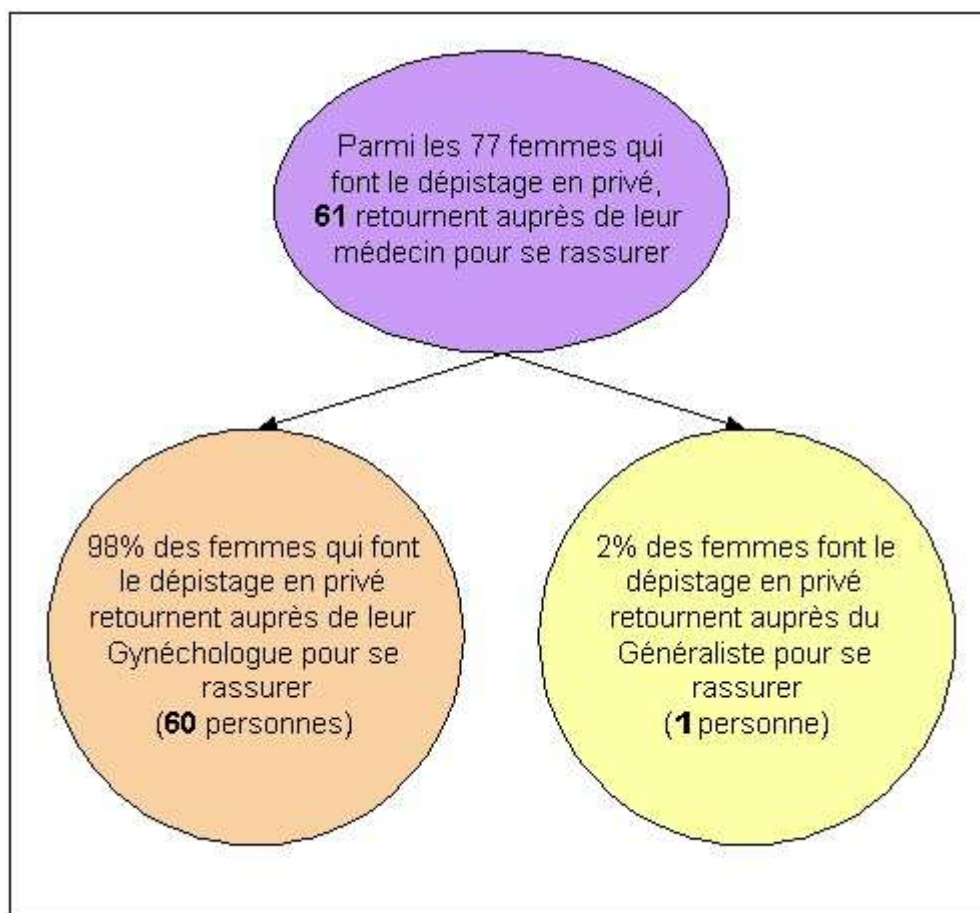 Parmi les 77 femmes qui
font le dépistage en privé,
61 retournent auprès de leur
médecin pour se rassurer
98% des femmes qui font
le dépistage en privé
retournent auprès de leur
Gynéchologue pour se
rassurer
(60 personnes)
2% des femmes font le
dépistage en privé
retournent auprès du
Généraliste pour se
rassurer
(1 personne)